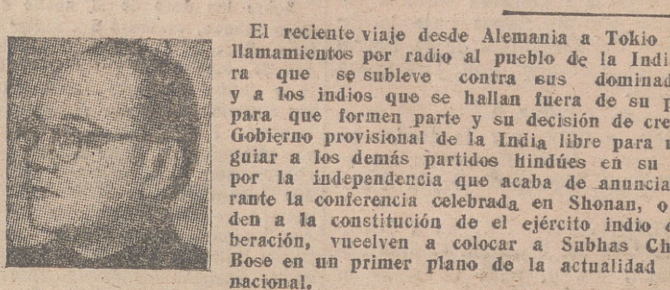 El reciente viaje desde Alemania a Tokio
llamamientos por radio al pueblo de la Indi
ra que se subleve contra sus dominad
y a los indios que se hallan fuera de su p
para que formen parte y su decisión de cre
Gobierno provisional de la India libre para
guiar a los demás partidos hindúes en su
por la independencia que acaba de anuncia
rante la conferencia celebrada en Shonan, o
den a la constitución de el ejército indio
beración, vueelven a colocar a Subhas Ch
Bose en un primer plano de la actualidad
nacional.